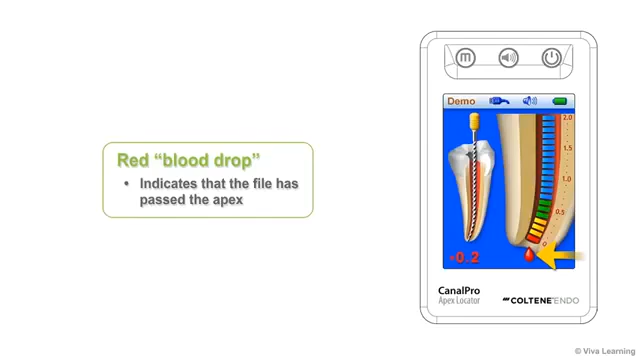 Red “blood drop”
• Indicates that the file has
passed the apex
m
Demo
2.0
1.5
1.0
0.5
0
-0.2
CanalPro
Apex Locator
COLTENE ENDO
© Viva Learning